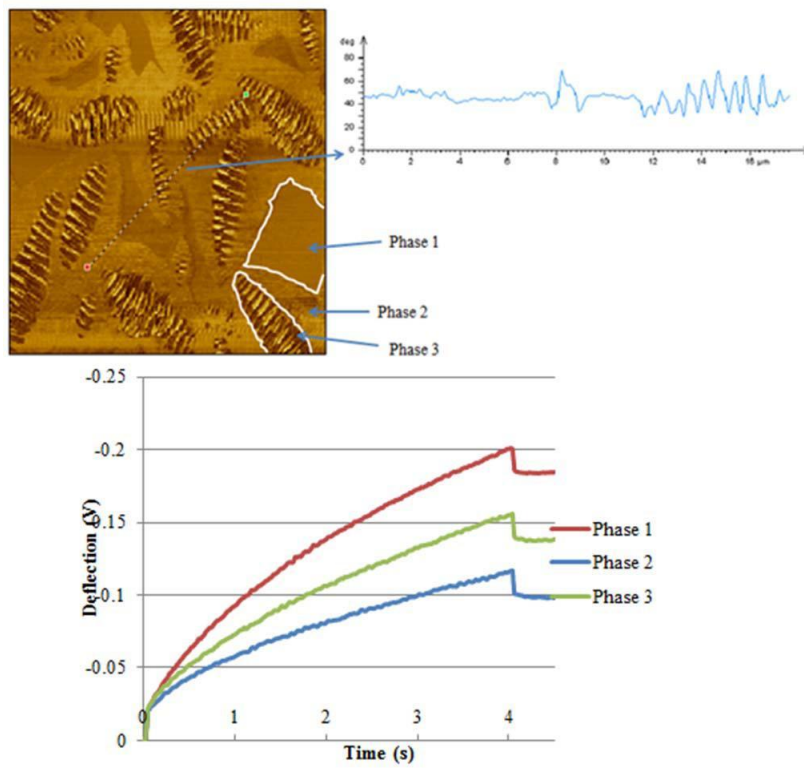 deg
80
60
40
20
0
0 2 4 6 8 10 12 14 16 µm
Phase 1
Phase 2
Phase 3
-0.25
-0.2
-0.15
-0.1
-0.05
0
Deflection (V)
0 1 2 3 4
Time (s)
Phase 1
Phase 2
Phase 3